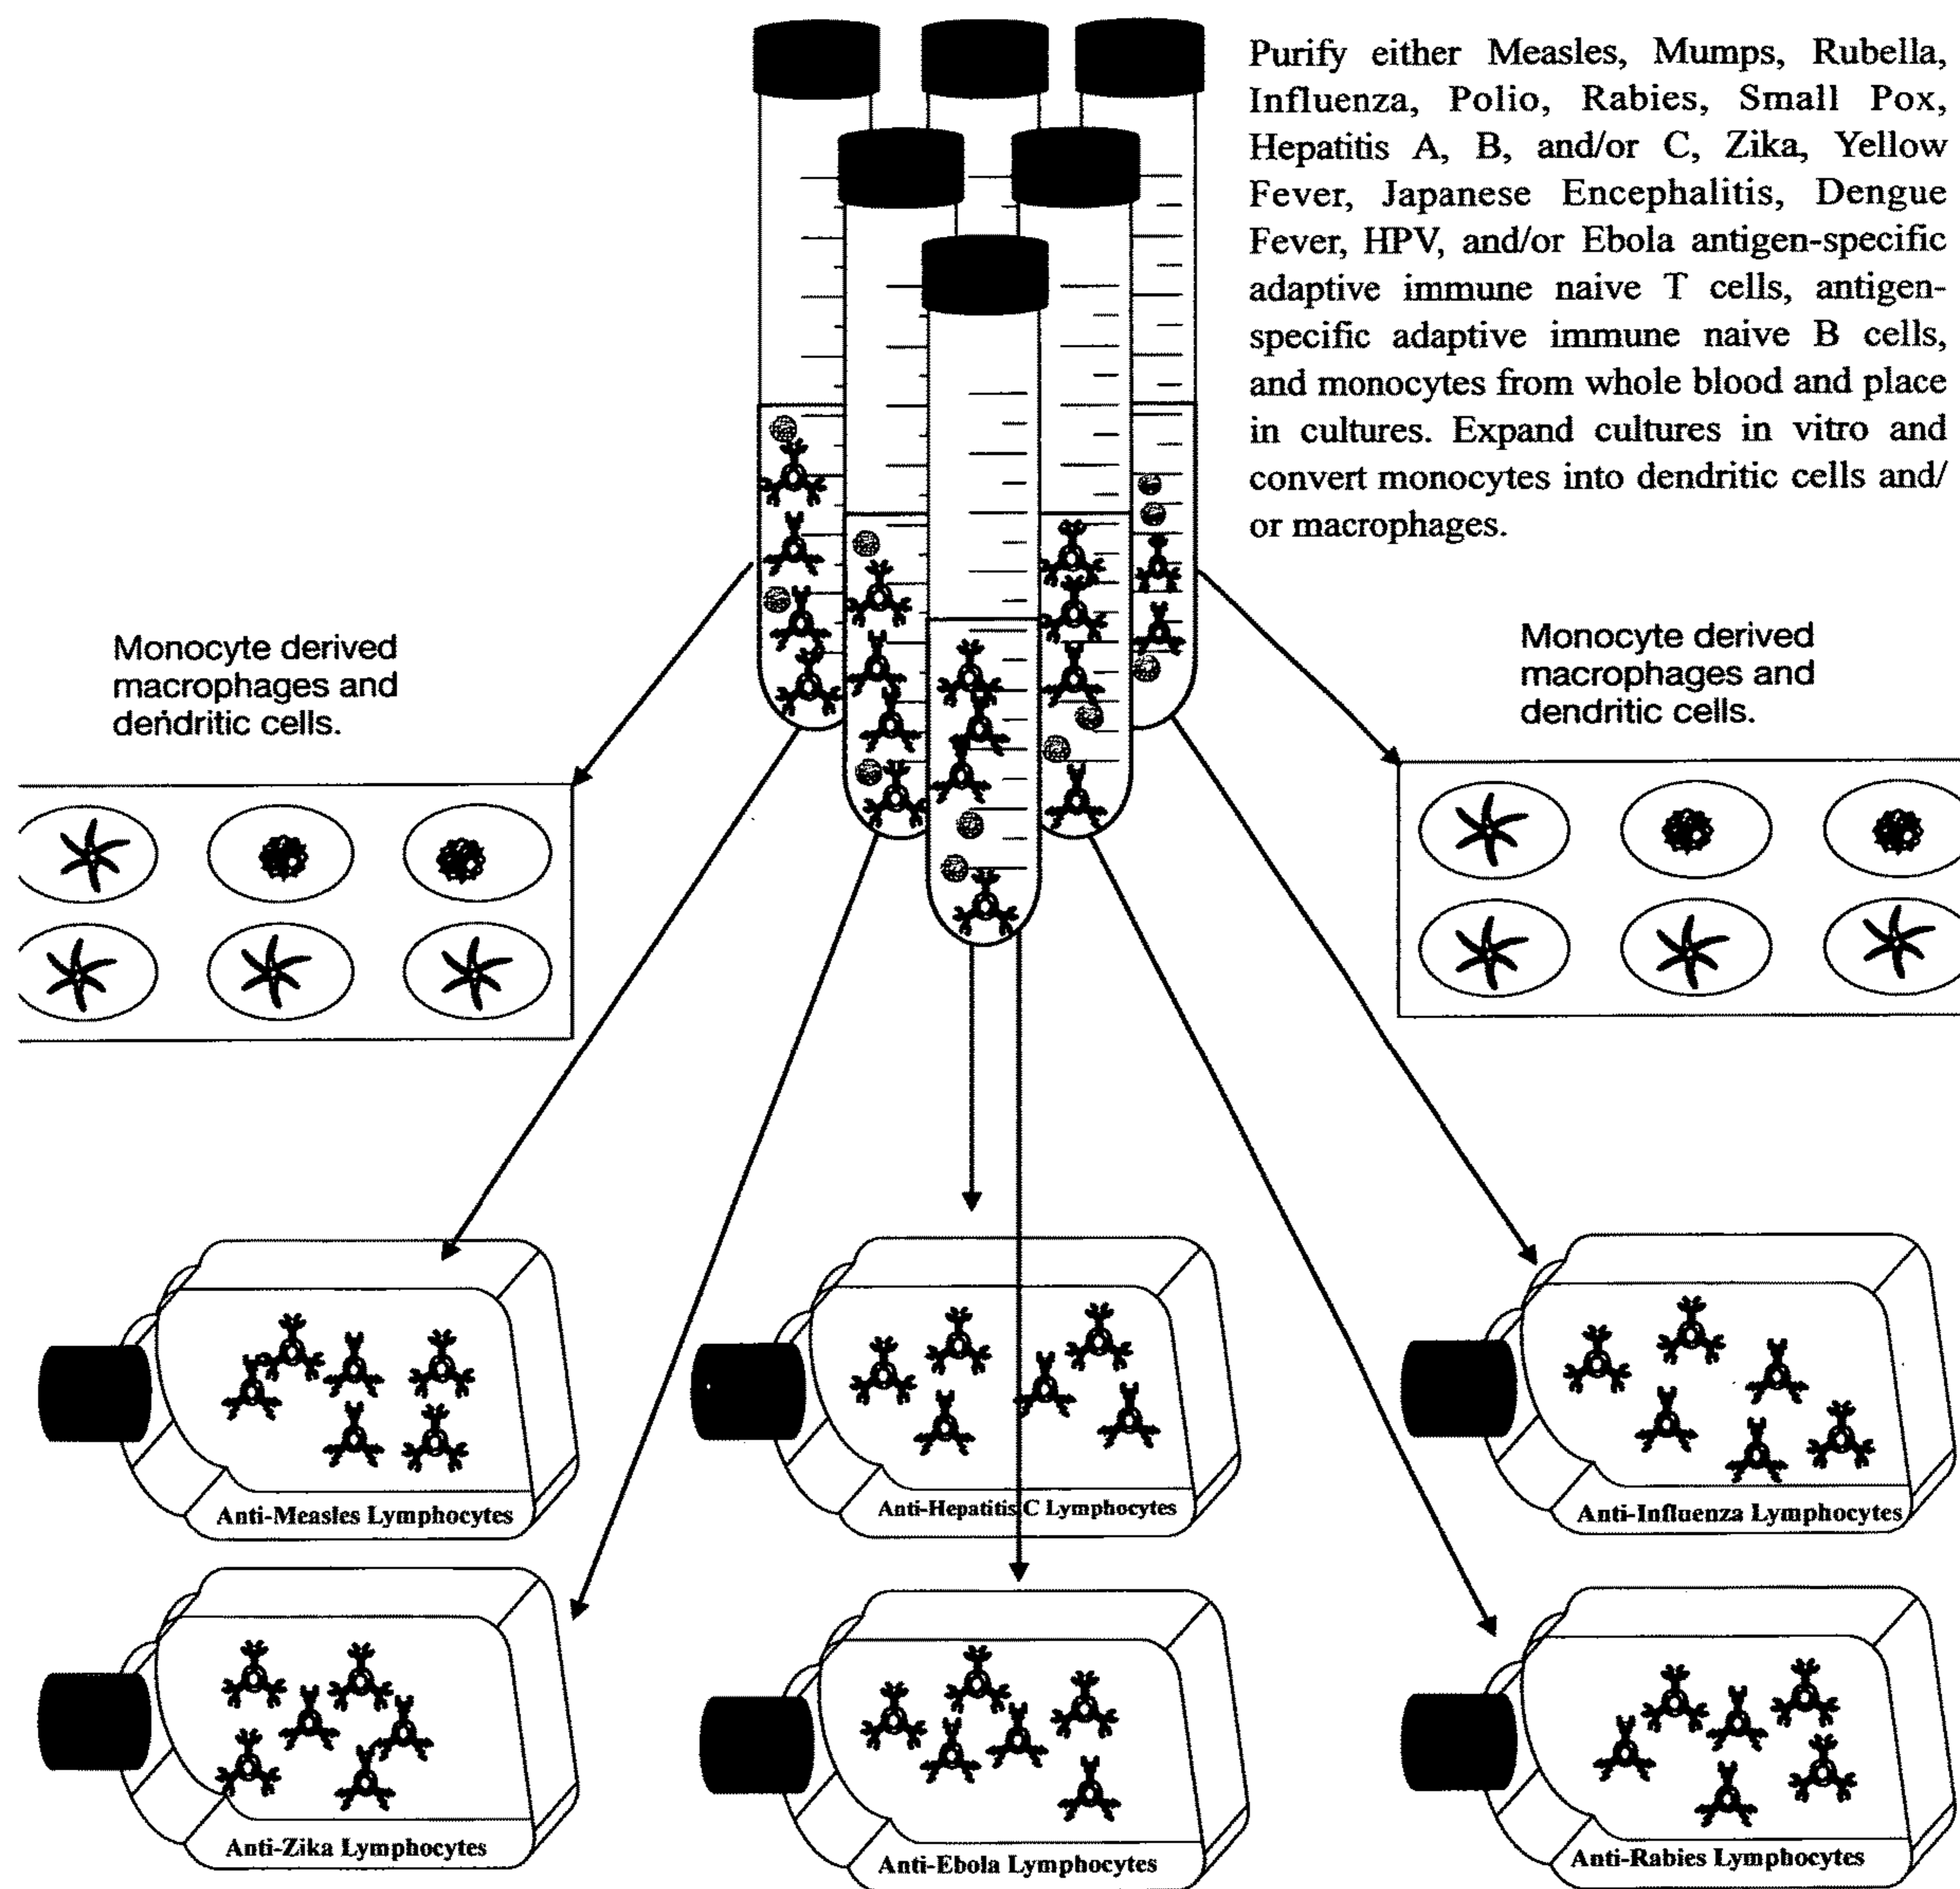 Purify either Measles, Mumps, Rubella,
Influenza, Polio, Rabies, Small Pox,
Hepatitis A, B, and/or C, Zika, Yellow
Fever, Japanese Encephalitis, Dengue
Fever, HPV, and/or Ebola antigen-specific
adaptive immune naive T cells, antigen-
specific adaptive immune naive B cells,
and monocytes from whole blood and place
in cultures. Expand cultures in vitro and
convert monocytes into dendritic cells and/
or macrophages.
Monocyte derived
macrophages and
dendritic cells.
Monocyte derived
macrophages and
dendritic cells.
Anti-Measles Lymphocytes
Anti-Hepatitis C Lymphocytes
Anti-Influenza Lymphocytes
Anti-Zika Lymphocytes
Anti-Ebola Lymphocytes
Anti-Rabies Lymphocytes